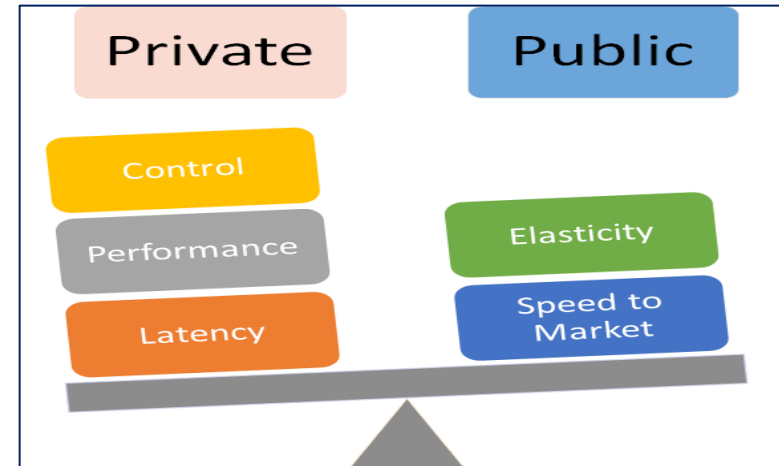 Private
Public
Control
Performance
Latency
Elasticity
Speed to
Market